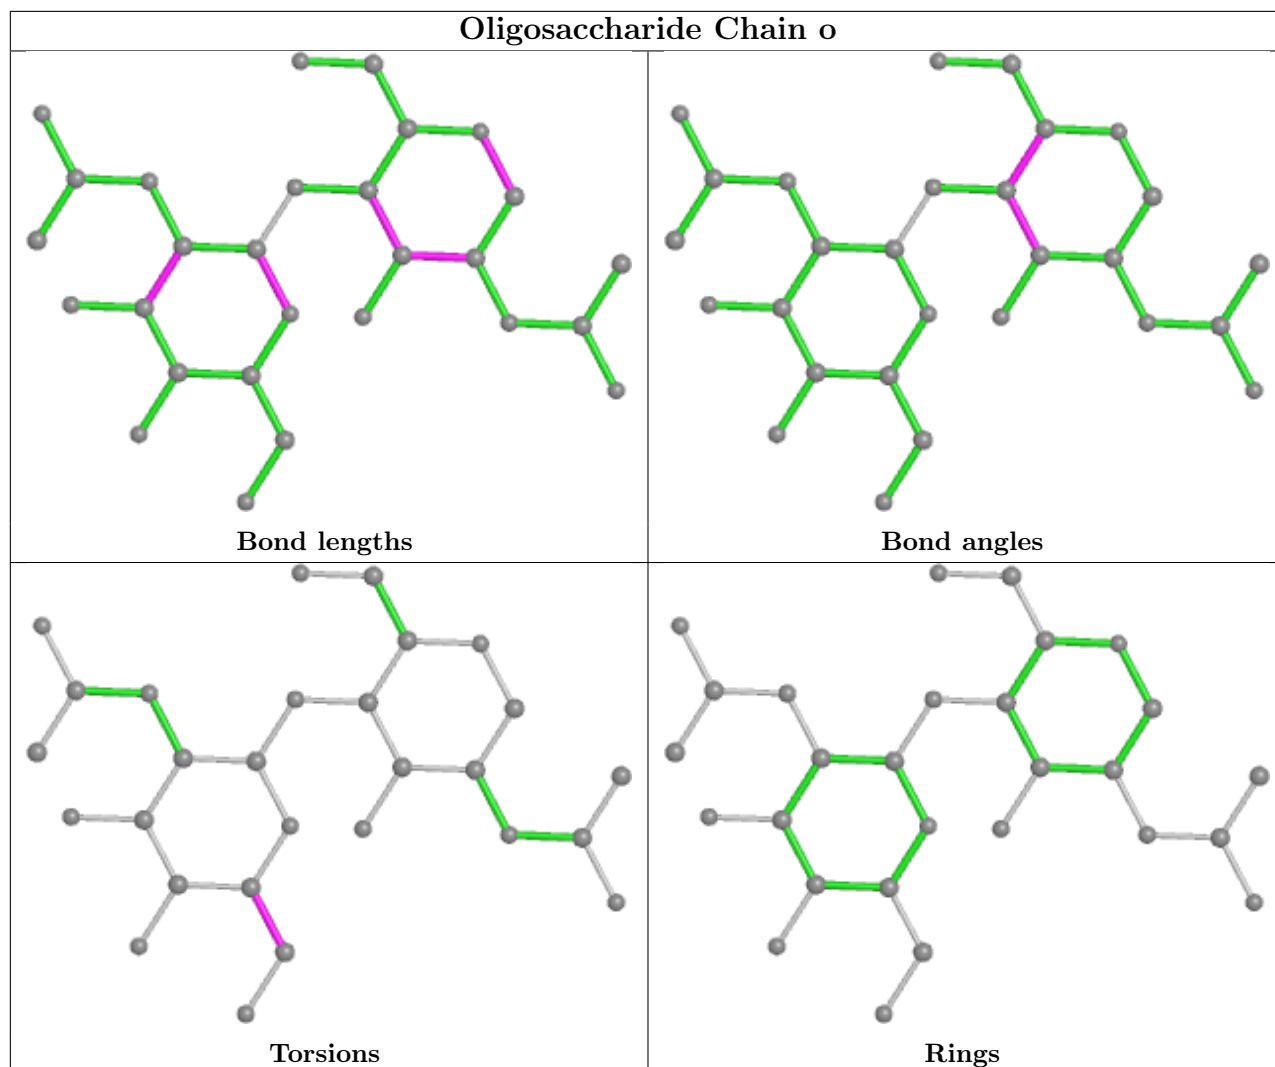 Oligosaccharide Chain o
Bond lengths
Bond angles
Torsions
Rings